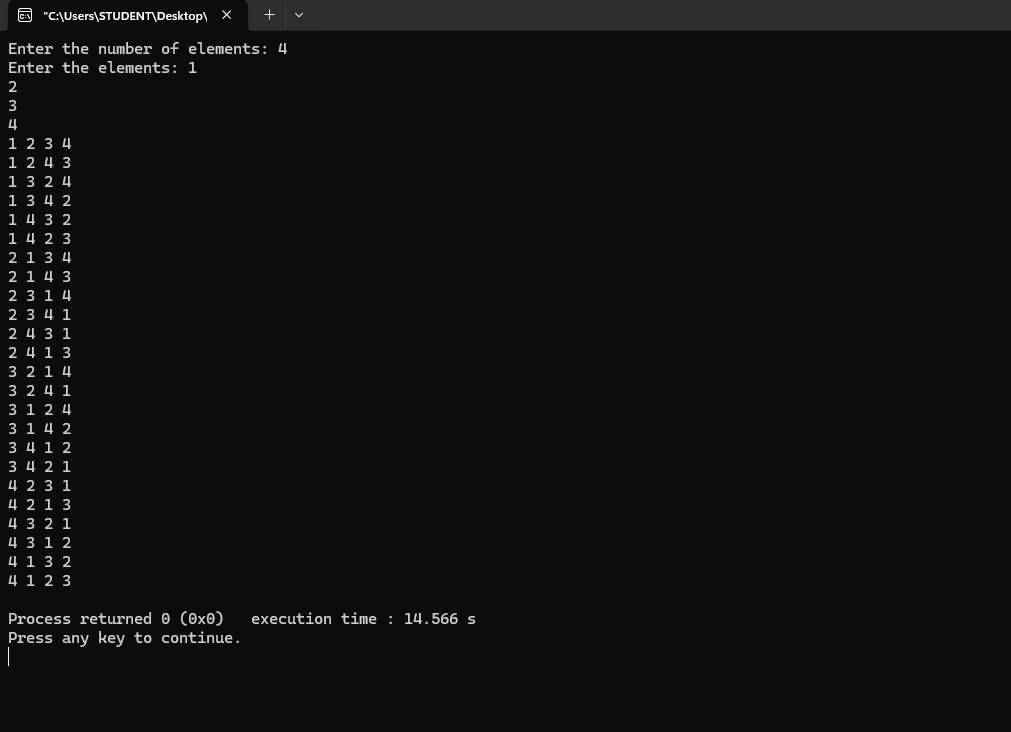 "C:\Users\STUDENT\Desktop\
Enter the number of elements: 4
Enter the elements: 1
2
3
4
1 2 3 4
1 2 4 3
1 3 2 4
1 3 4 2
1 4 3 2
1 4 2 3
2 1 3 4
2 1 4 3
2 3 1 4
2 3 4 1
2 4 3 1
2 4 1 3
3 2 1 4
3 2 4 1
3 1 2 4
3 1 4 2
3 4 1 2
3 4 2 1
4 2 3 1
4 2 1 3
4 3 2 1
4 3 1 2
4 1 3 2
4 1 2 3
Process returned 0 (0x0)   execution time : 14.566 s
Press any key to continue.